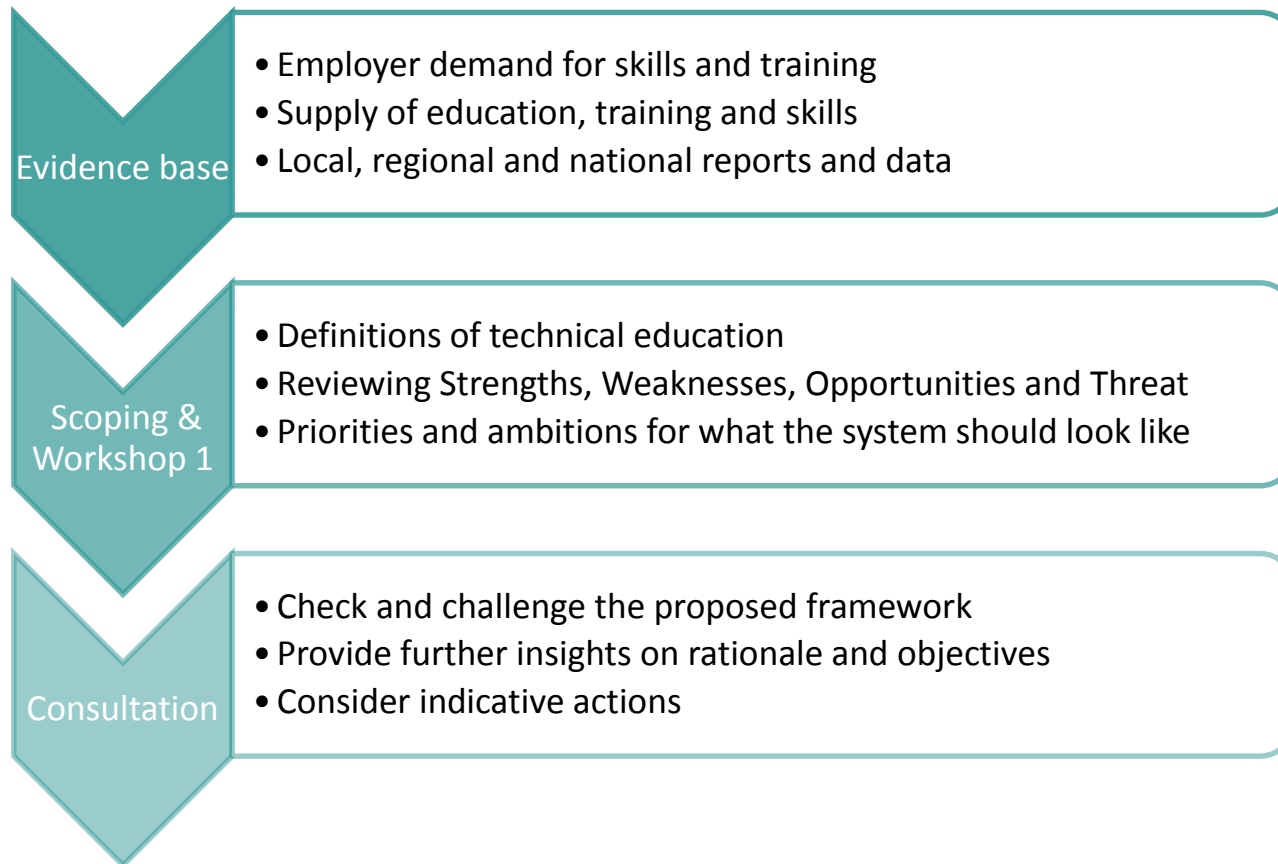 Evidence base
• Employer demand for skills and training
• Supply of education, training and skills
• Local, regional and national reports and data
Scoping &
Workshop 1
• Definitions of technical education
• Reviewing Strengths, Weaknesses, Opportunities and Threat
• Priorities and ambitions for what the system should look like
Consultation
• Check and challenge the proposed framework
• Provide further insights on rationale and objectives
• Consider indicative actions